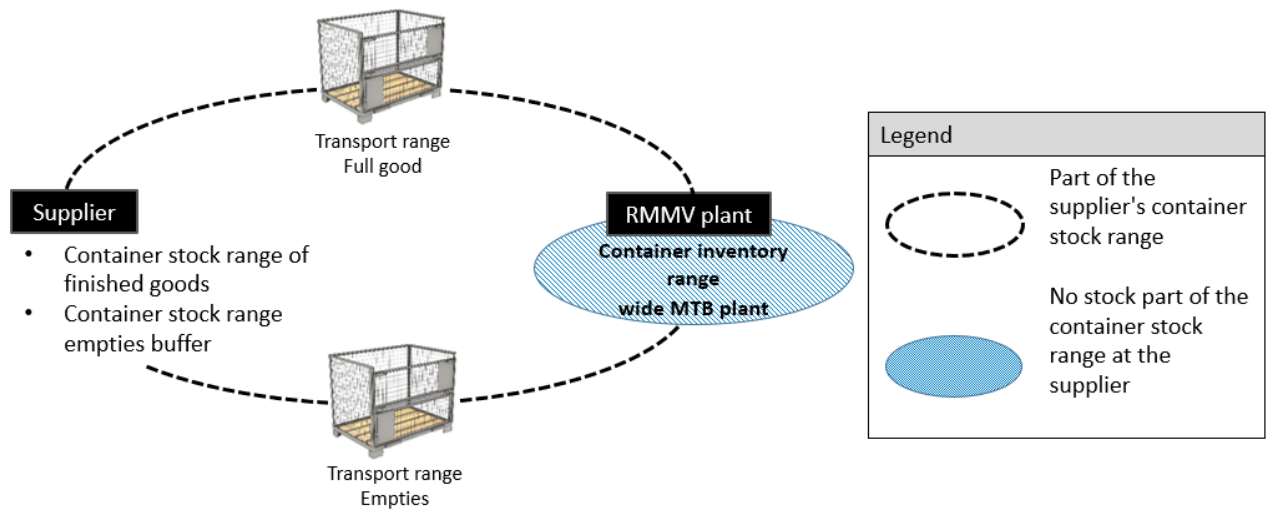 Transport range
Full good
Supplier
• Container stock range of
finished goods
• Container stock range
empties buffer
RMMV plant
Container inventory
range
wide MTB plant
Transport range
Empties
Legend
Part of the
supplier's container
stock range
No stock part of the
container stock
range at the
supplier